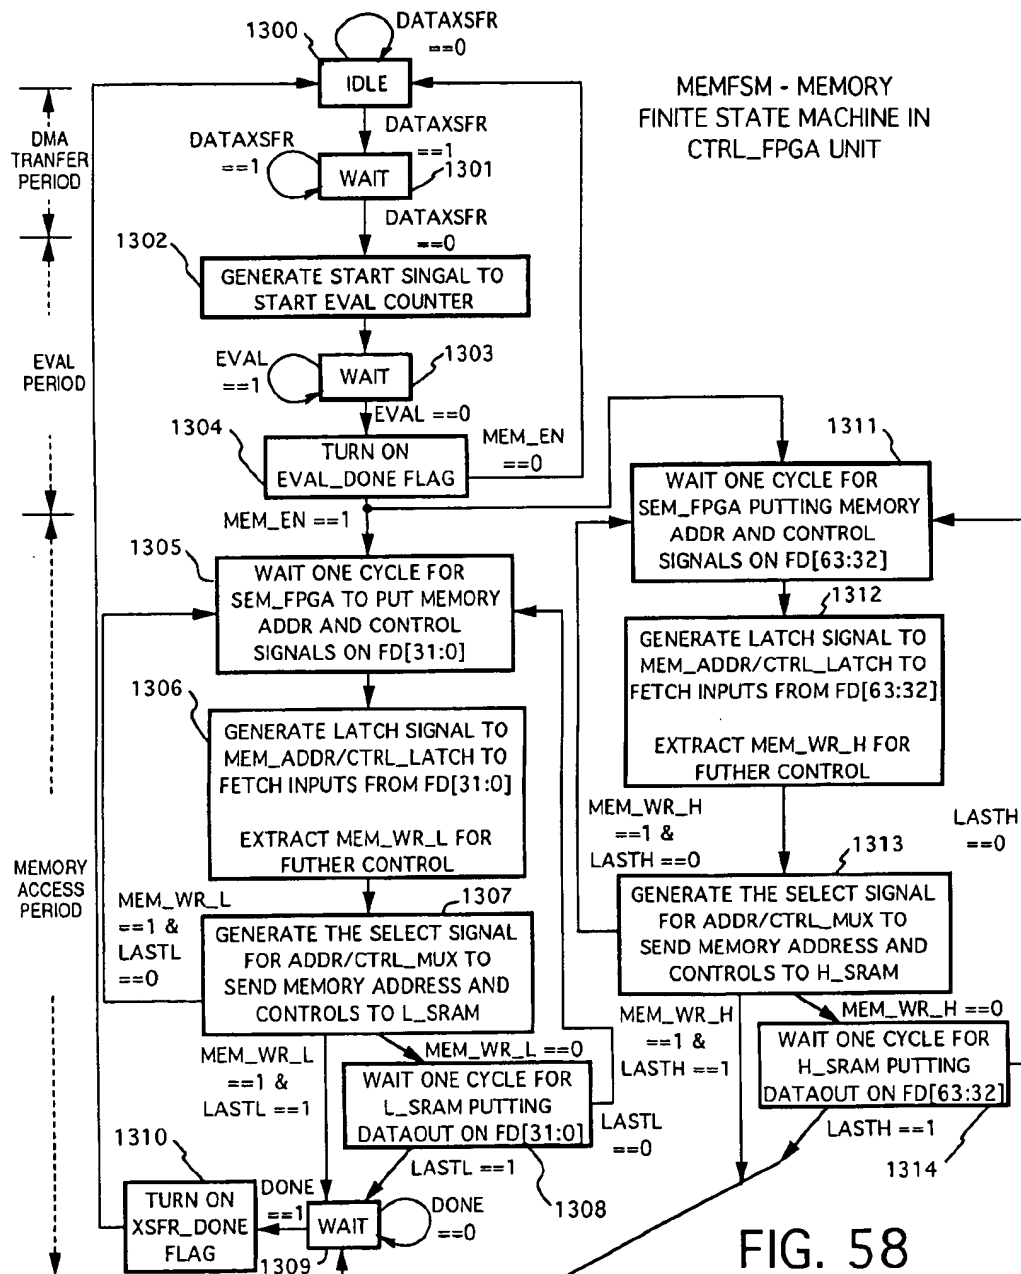 1300
DATAXSFR
==0
IDLE
MEMFSM - MEMORY
FINITE STATE MACHINE IN
CTRL_FPGA UNIT
DMA
TRANFER
PERIOD
DATAXSFR
==1
DATAXSFR
==1
WAIT
1301
DATAXSFR
==0
1302
GENERATE START SINGAL TO
START EVAL COUNTER
EVAL
PERIOD
EVAL
==1
WAIT
1303
EVAL ==0
1304
TURN ON
EVAL_DONE FLAG
MEM_EN
==0
MEM_EN ==1
1311
WAIT ONE CYCLE FOR
SEM_FPGA PUTTING MEMORY
ADDR AND CONTROL
SIGNALS ON FD[63:32]
1305
WAIT ONE CYCLE FOR
SEM_FPGA TO PUT MEMORY
ADDR AND CONTROL
SIGNALS ON FD[31:0]
1312
GENERATE LATCH SIGNAL TO
MEM_ADDR/CTRL_LATCH TO
FETCH INPUTS FROM FD[63:32]
EXTRACT MEM_WR_H FOR
FUTHER CONTROL
1306
GENERATE LATCH SIGNAL TO
MEM_ADDR/CTRL_LATCH TO
FETCH INPUTS FROM FD[31:0]
EXTRACT MEM_WR_L FOR
FUTHER CONTROL
MEM_WR_H
==1 &
LASTH ==0
LASTH
==0
1313
GENERATE THE SELECT SIGNAL
FOR ADDR/CTRL_MUX TO
SEND MEMORY ADDRESS AND
CONTROLS TO H_SRAM
MEMORY
ACCESS
PERIOD
MEM_WR_L
==1 &
LASTL
==0
1307
GENERATE THE SELECT SIGNAL
FOR ADDR/CTRL_MUX TO
SEND MEMORY ADDRESS AND
CONTROLS TO L_SRAM
MEM_WR_H
==1 &
LASTH ==1
MEM_WR_H ==0
WAIT ONE CYCLE FOR
H_SRAM PUTTING
DATAOUT ON FD[63:32]
MEM_WR_L
==1 &
LASTL ==1
MEM_WR_L ==0
WAIT ONE CYCLE FOR
L_SRAM PUTTING
DATAOUT ON FD[31:0]
LASTL
==0
LASTH ==1
1314
1310
TURN ON
XSFR_DONE
FLAG
DONE
==1
LASTL ==1
1308
WAIT
DONE
==0
1309
FIG. 58